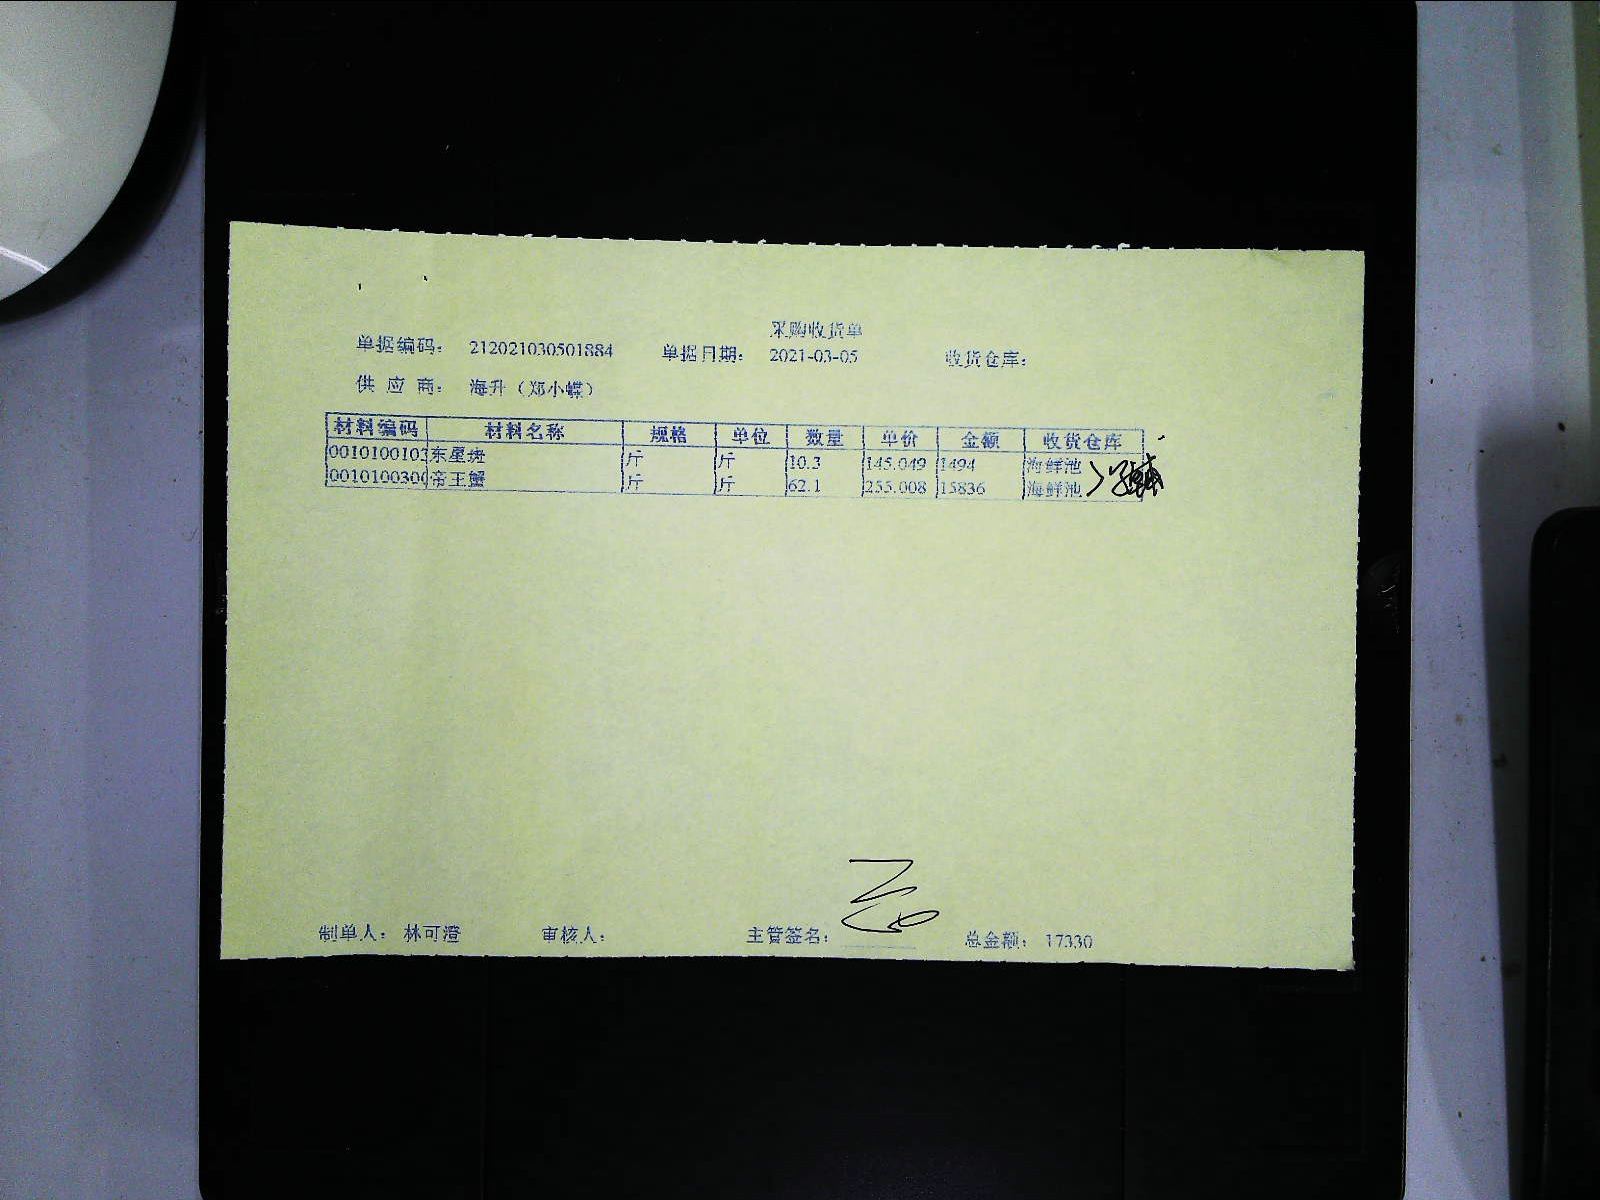 采购收货单
单据编码： 212021030501884 单据日期： 2021-03-05 收货仓库：
供 应 商： 海升（郑小蝶）
材料编码 材料名称 规格 单位 数量 单价 金额 收货仓库
0010100103 东星斑 斤 斤 10.3 145.049 1494 海鲜池
0010100300 帝王蟹 斤 斤 62.1 255.008 15836 海鲜池
制单人： 林可澄 审核人： 主管签名： 总金额： 17330